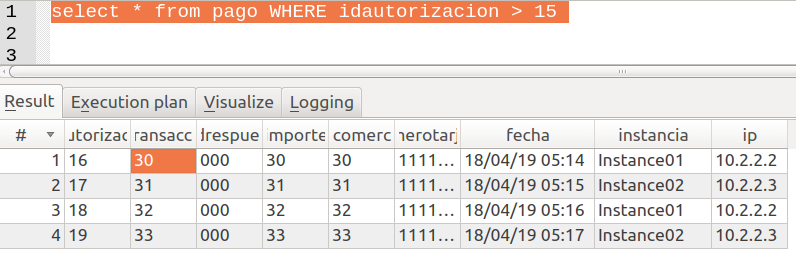 1 select * from pago WHERE idautorizacion > 15
2
3
Result Execution plan Visualize Logging
# utorizac ransacc drespue mporte comerc nerotarj fecha instancia ip
1 16 30 000 30 30 1111... 18/04/19 05:14 Instance01 10.2.2.2
2 17 31 000 31 31 1111... 18/04/19 05:15 Instance02 10.2.2.3
3 18 32 000 32 32 1111... 18/04/19 05:16 Instance01 10.2.2.2
4 19 33 000 33 33 1111... 18/04/19 05:17 Instance02 10.2.2.3